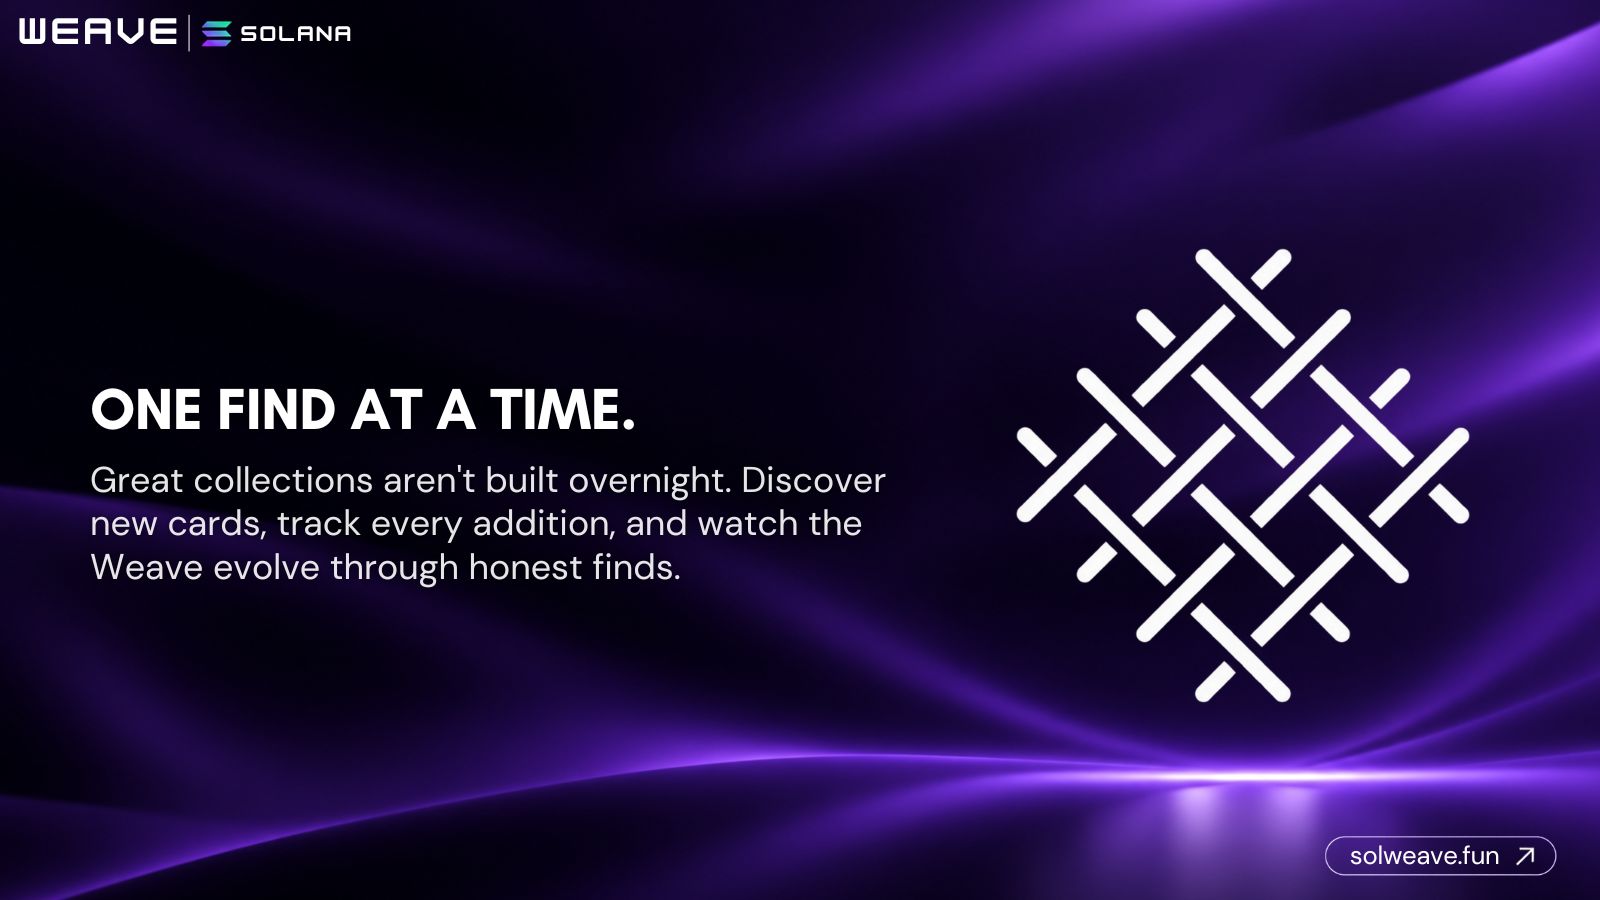 WEAVE | SOLANA
ONE FIND AT A TIME.
Great collections aren't built overnight. Discover
new cards, track every addition, and watch the
Weave evolve through honest finds.
solweave.fun